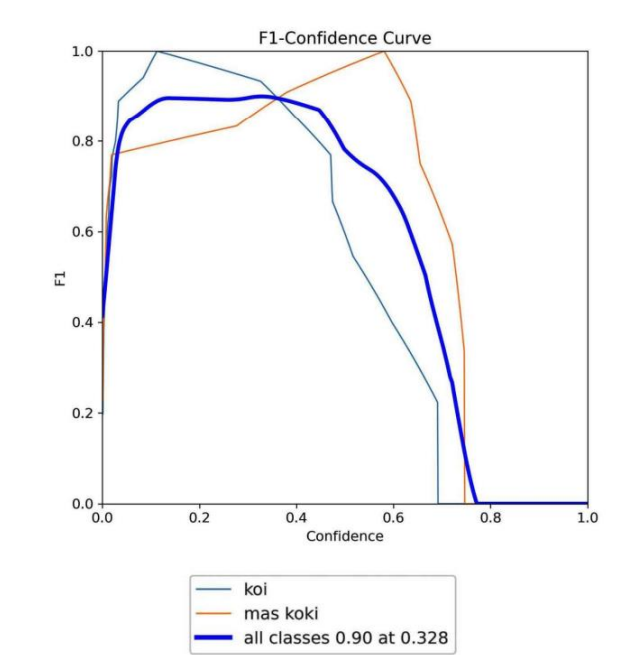 F1-Confidence Curve
1.0
0.8
0.6
0.4
0.2
0.0
F1
0.0 0.2 0.4 0.6 0.8 1.0
Confidence
koi
mas koki
all classes 0.90 at 0.328